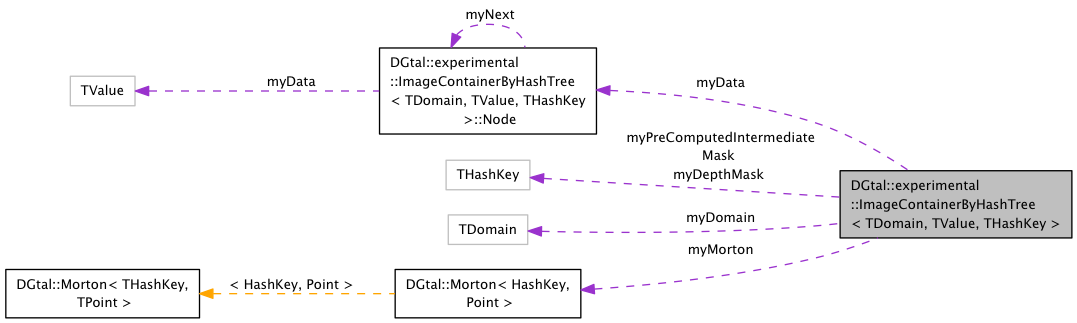 myNext
DGtal::experimental
::ImageContainerByHashTree
< TDomain, TValue, THashKey
>::Node
myData
TValue
myData
myPreComputedIntermediate
Mask
myDepthMask
THashKey
DGtal::experimental
::ImageContainerByHashTree
< TDomain, TValue, THashKey >
myDomain
TDomain
myMorton
DGtal::Morton< THashKey,
TPoint >
< HashKey, Point >
DGtal::Morton< HashKey,
Point >